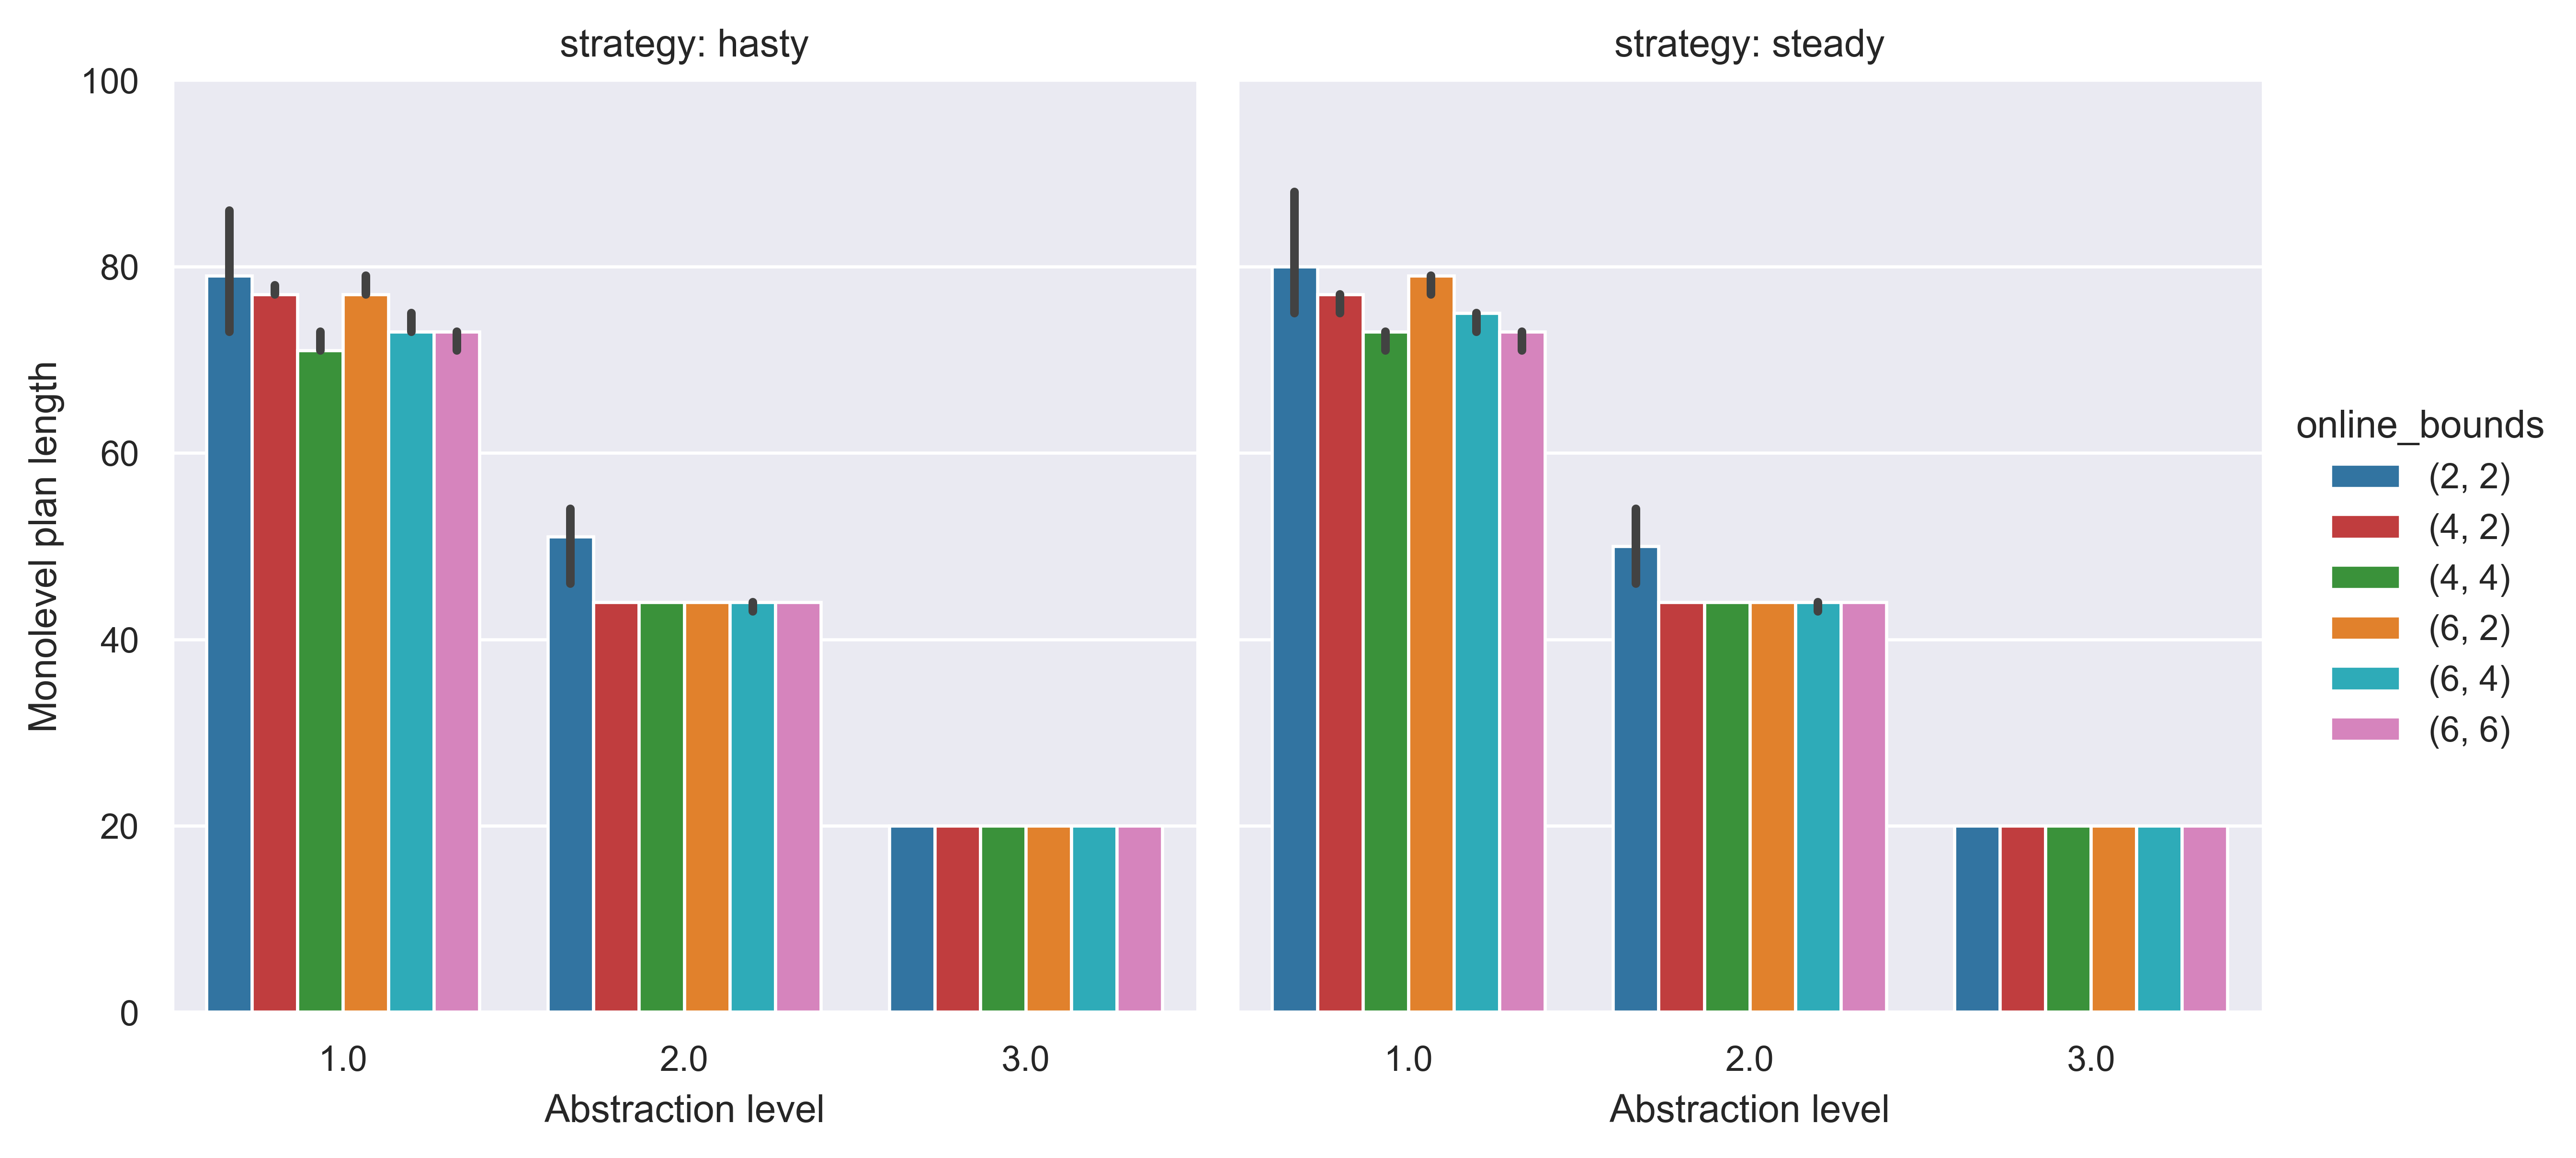 strategy: hasty
strategy: steady
Monolevel plan length
100
80
60
40
20
0
1.0 2.0 3.0
Abstraction level
1.0 2.0 3.0
Abstraction level
online_bounds
(2, 2)
(4, 2)
(4, 4)
(6, 2)
(6, 4)
(6, 6)